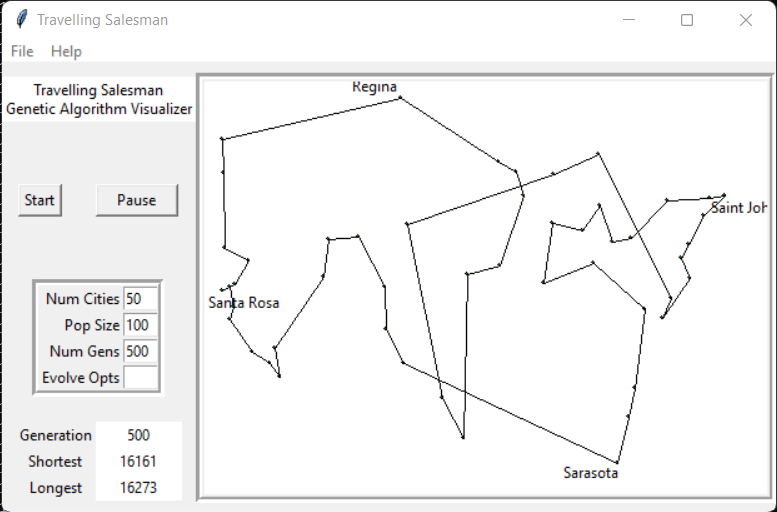 Travelling Salesman
File Help
Travelling Salesman
Genetic Algorithm Visualizer
Start Pause
Num Cities 50
Pop Size 100
Num Gens 500
Evolve Opts
Generation 500
Shortest 16161
Longest 16273
Regina
Saint Joh
Santa Rosa
Sarasota